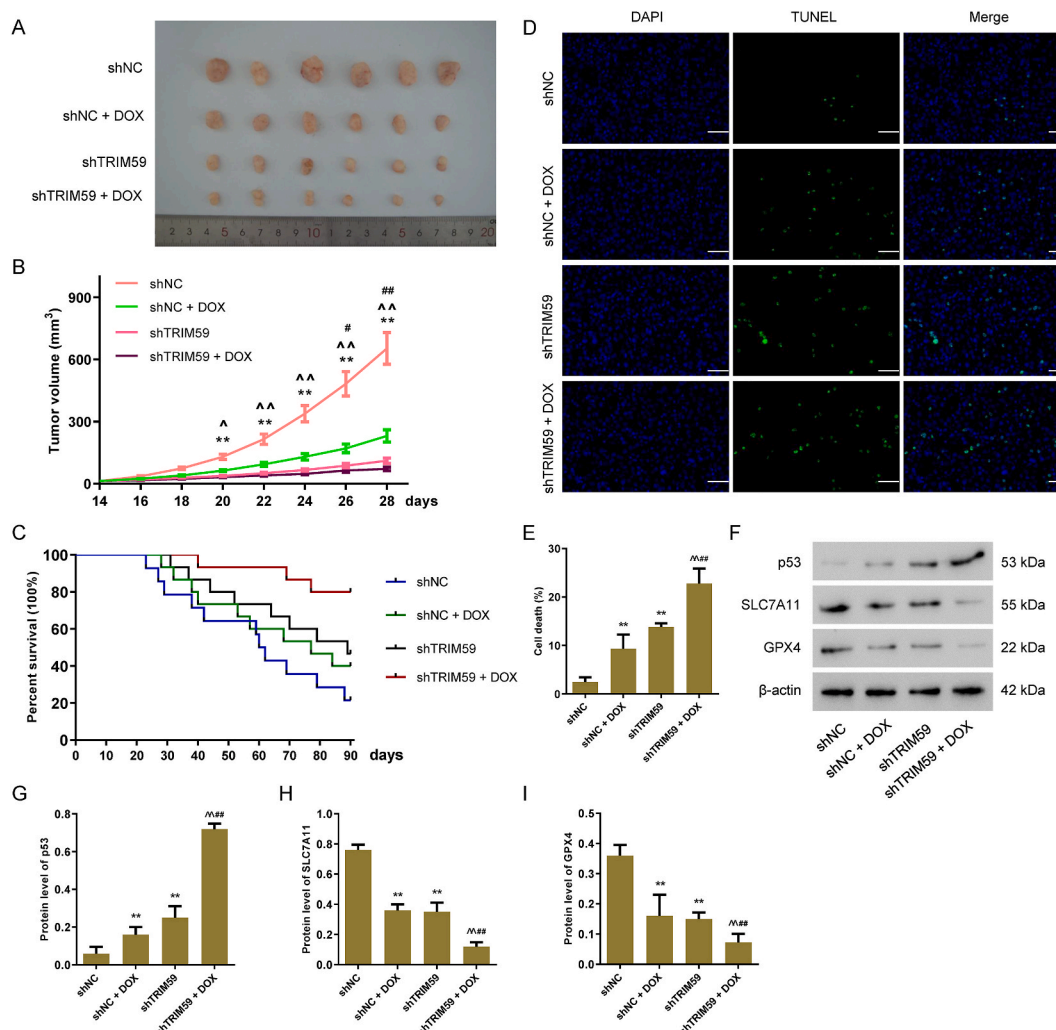 A
shNC
shNC + DOX
shTRIM59
shTRIM59 + DOX
2 3 4 5 6 7 8 9 10 1 2 3 4 5 6 7 8 9 20
B
Tumor volume (mm3)
900
600
300
0
14 16 18 20 22 24 26 28 days
shNC
shNC + DOX
shTRIM59
shTRIM59 + DOX
^
**
^^
**
^^
**
#
^^
**
##
^^
**
C
Percent survival (100%)
100
80
60
40
20
0
0 10 20 30 40 50 60 70 80 90 days
shNC
shNC + DOX
shTRIM59
shTRIM59 + DOX
D
DAPI TUNEL Merge
shNC
shNC + DOX
shTRIM59
shTRIM59 + DOX
E
Cell death (%)
30
20
10
0
**
**
^^##
shNC
shNC + DOX
shTRIM59
shTRIM59 + DOX
F
p53 53 kDa
SLC7A11 55 kDa
GPX4 22 kDa
β-actin 42 kDa
shNC
shNC + DOX
shTRIM59
shTRIM59 + DOX
G
Protein level of p53
0.8
0.6
0.4
0.2
0.0
**
**
^^##
shNC
shNC + DOX
shTRIM59
shTRIM59 + DOX
H
Protein level of SLC7A11
1.0
0.8
0.6
0.4
0.2
0.0
**
**
^^##
shNC
shNC + DOX
shTRIM59
shTRIM59 + DOX
I
Protein level of GPX4
0.5
0.4
0.3
0.2
0.1
0.0
**
**
^^##
shNC
shNC + DOX
shTRIM59
shTRIM59 + DOX